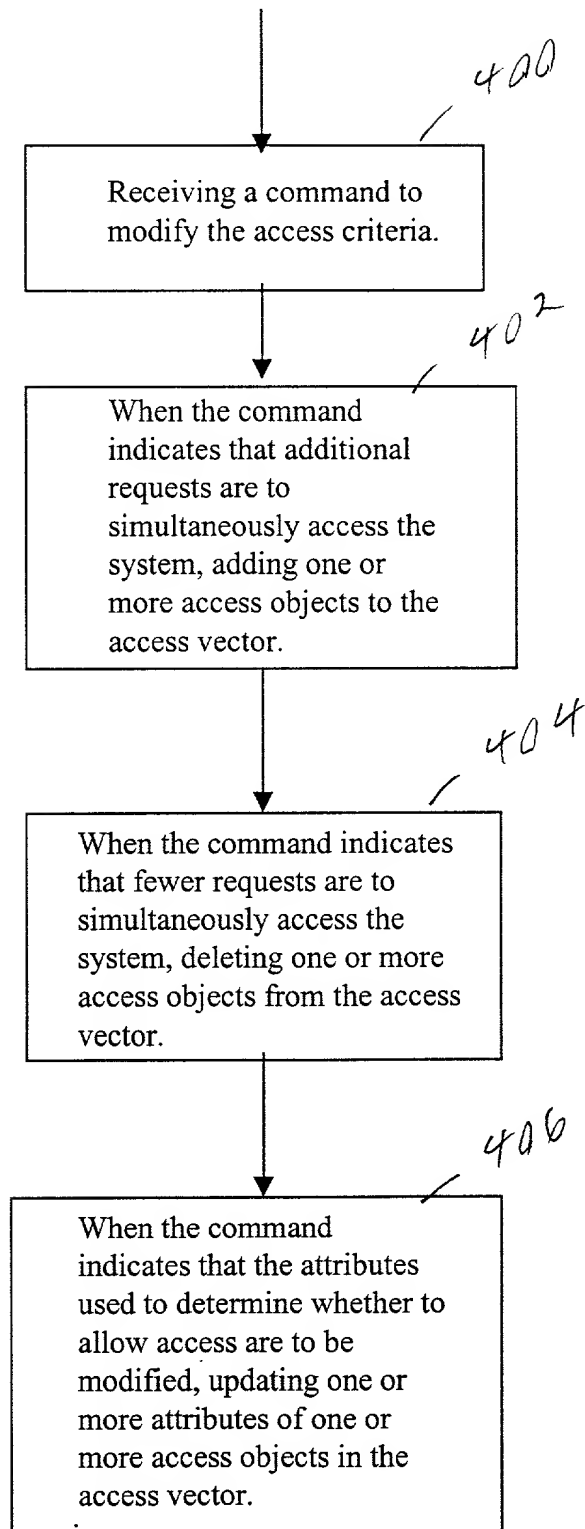 400
Receiving a command to
modify the access criteria.
402
When the command
indicates that additional
requests are to
simultaneously access the
system, adding one or
more access objects to the
access vector.
404
When the command indicates
that fewer requests are to
simultaneously access the
system, deleting one or more
access objects from the access
vector.
406
When the command
indicates that the attributes
used to determine whether to
allow access are to be
modified, updating one or
more attributes of one or
more access objects in the
access vector.